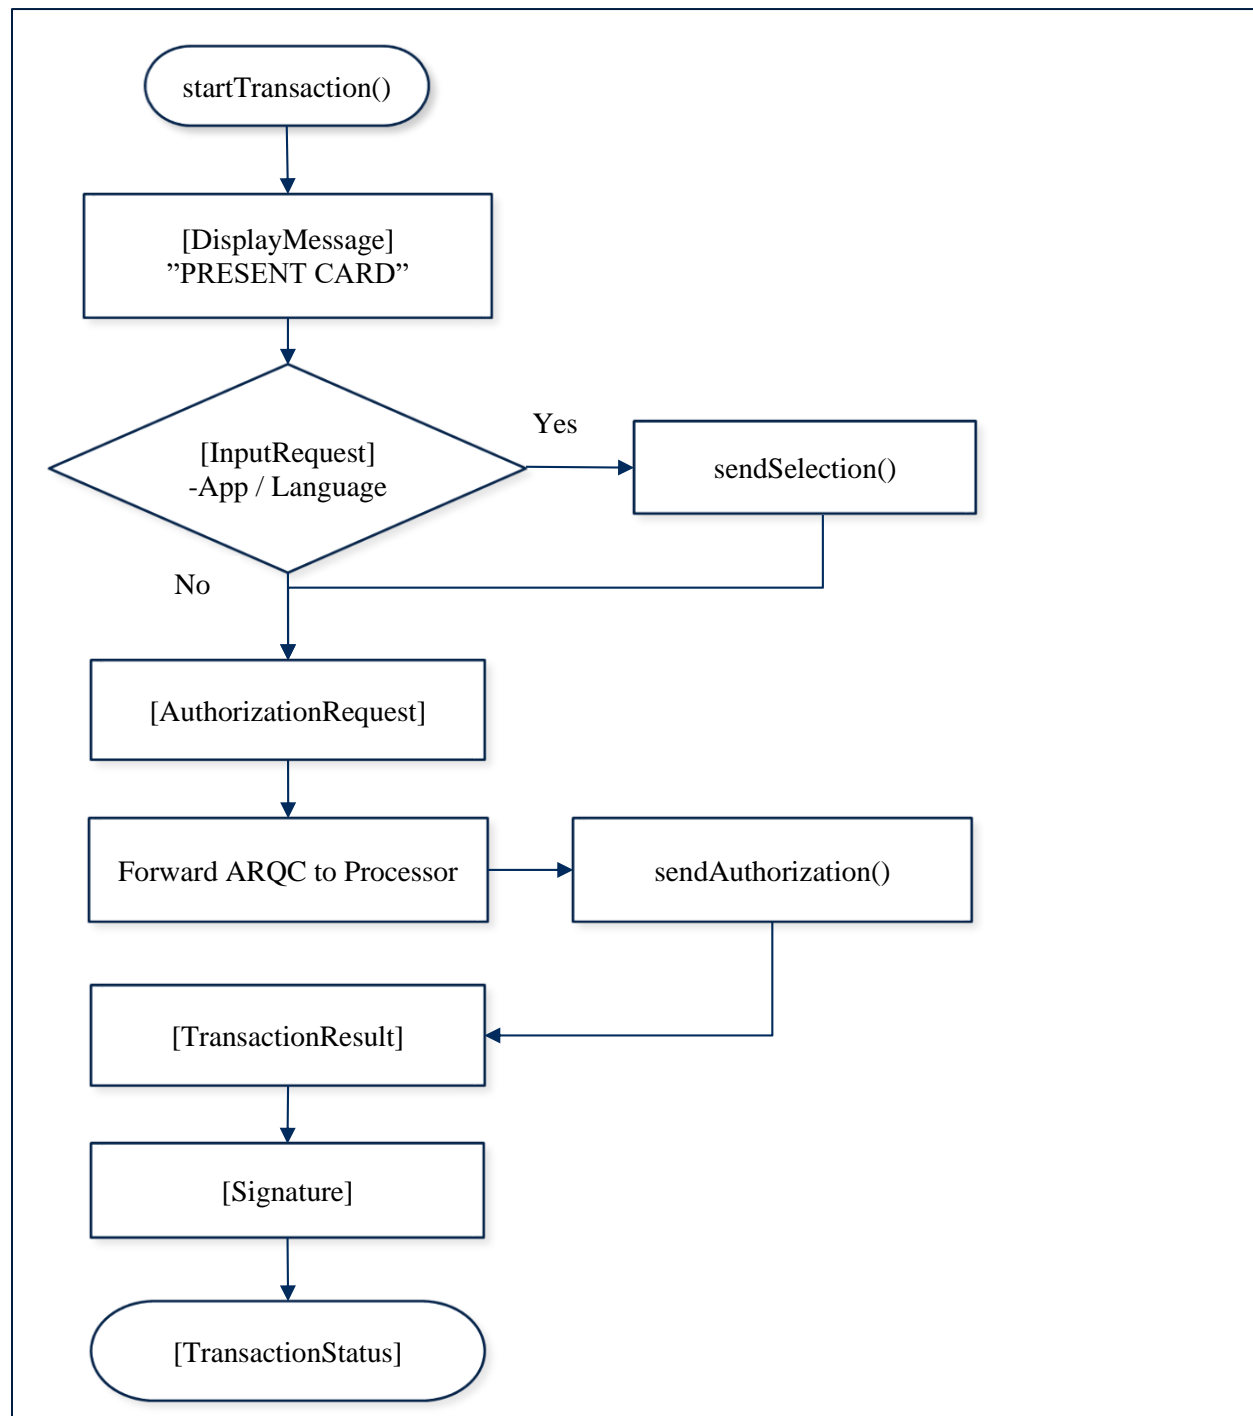 startTransaction()
[DisplayMessage]
”PRESENT CARD”
[InputRequest]
-App / Language
Yes
sendSelection()
No
[AuthorizationRequest]
Forward ARQC to Processor
sendAuthorization()
[TransactionResult]
[Signature]
[TransactionStatus]